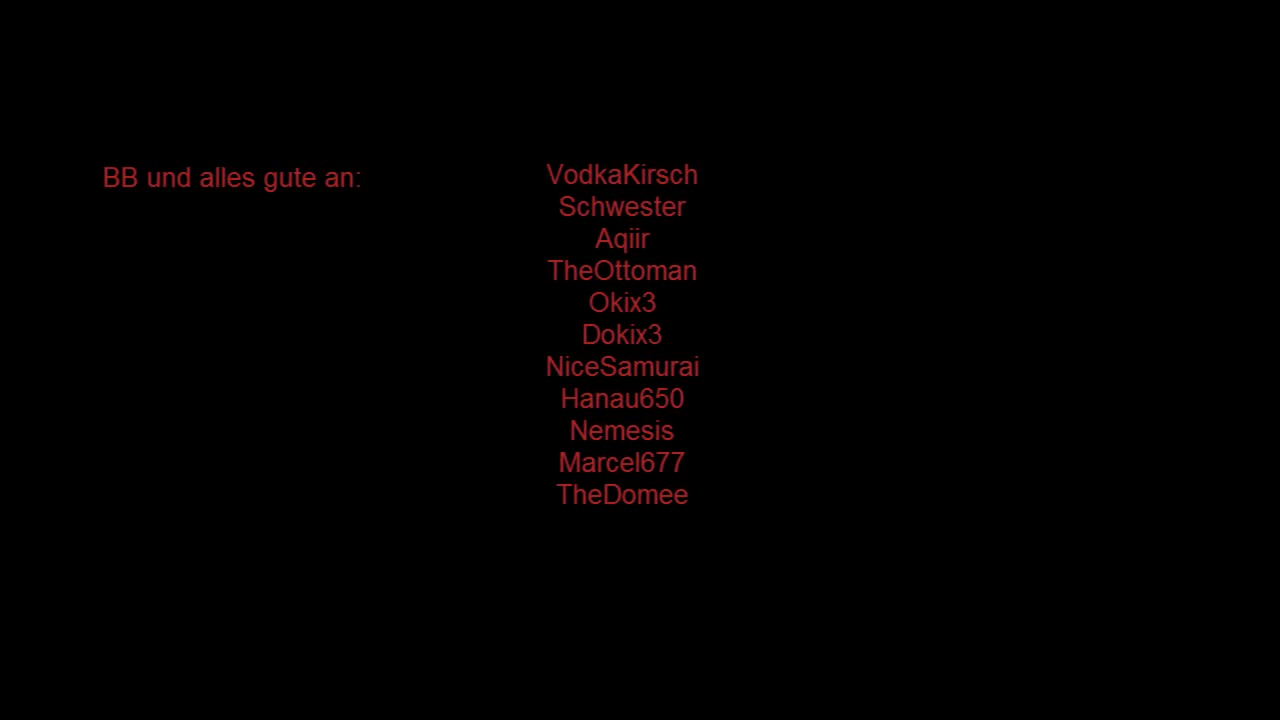 BB und alles gute an:
VodkaKirsch
Schwester
Aqiir
TheOttoman
Okix3
Dokix3
NiceSamurai
Hanau650
Nemesis
Marcel677
TheDomee